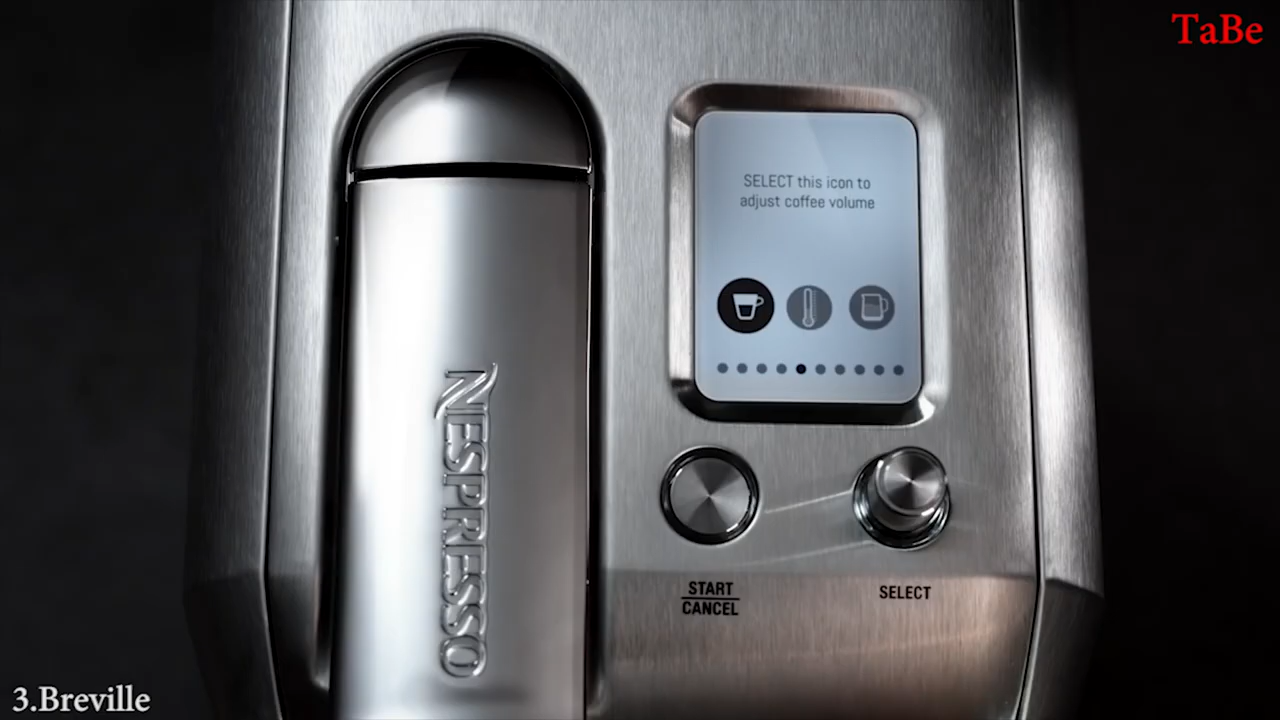 TaBe
SELECT this icon to
adjust coffee volume
NESPRESSO
START
CANCEL
SELECT
3.Breville